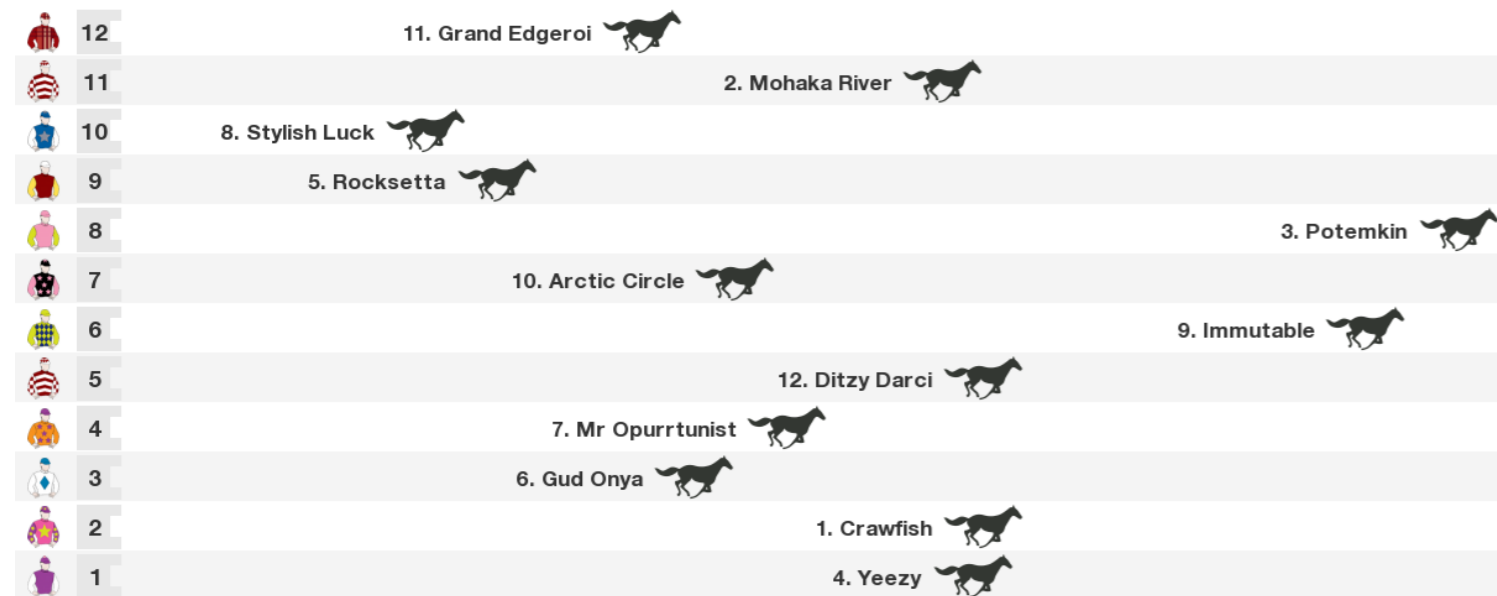 12 11. Grand Edgeroi
11 2. Mohaka River
10 8. Stylish Luck
9 5. Rocksetta
8 3. Potemkin
7 10. Arctic Circle
6 9. Immutable
5 12. Ditzy Darci
4 7. Mr Opurrtunist
3 6. Gud Onya
2 1. Crawfish
1 4. Yeezy